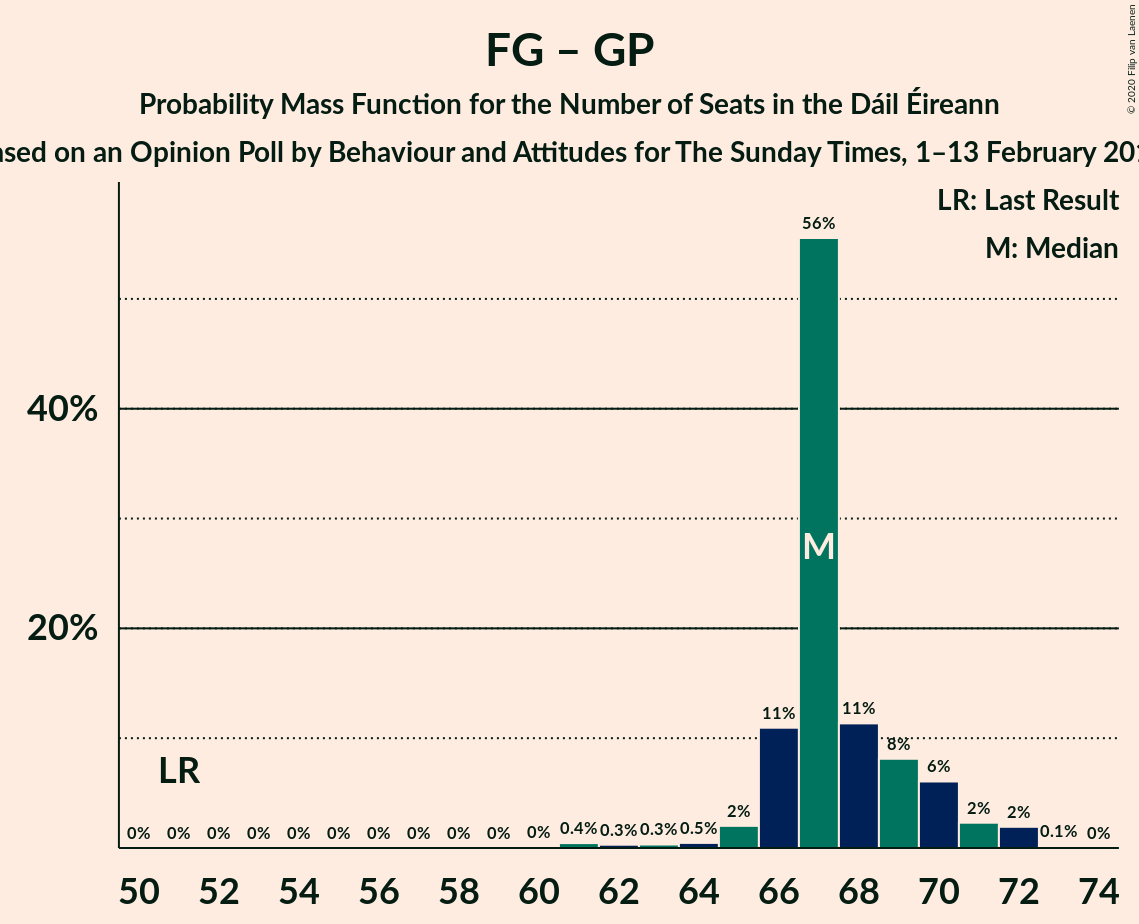 FG – GP
Probability Mass Function for the Number of Seats in the Dáil Éireann
on an Opinion Poll by Behaviour and Attitudes for The Sunday Times, 1–13 February
© 2020 Filip van Laenen
LR: Last Result
M: Median
56%
40%
M
20%
11% 11%
8%
6%
LR
2% 2% 2%
0% 0% 0% 0% 0% 0% 0% 0% 0% 0% 0% 0.4% 0.3% 0.3% 0.5% 0.1% 0%
50 52 54 56 58 60 62 64 66 68 70 72 74